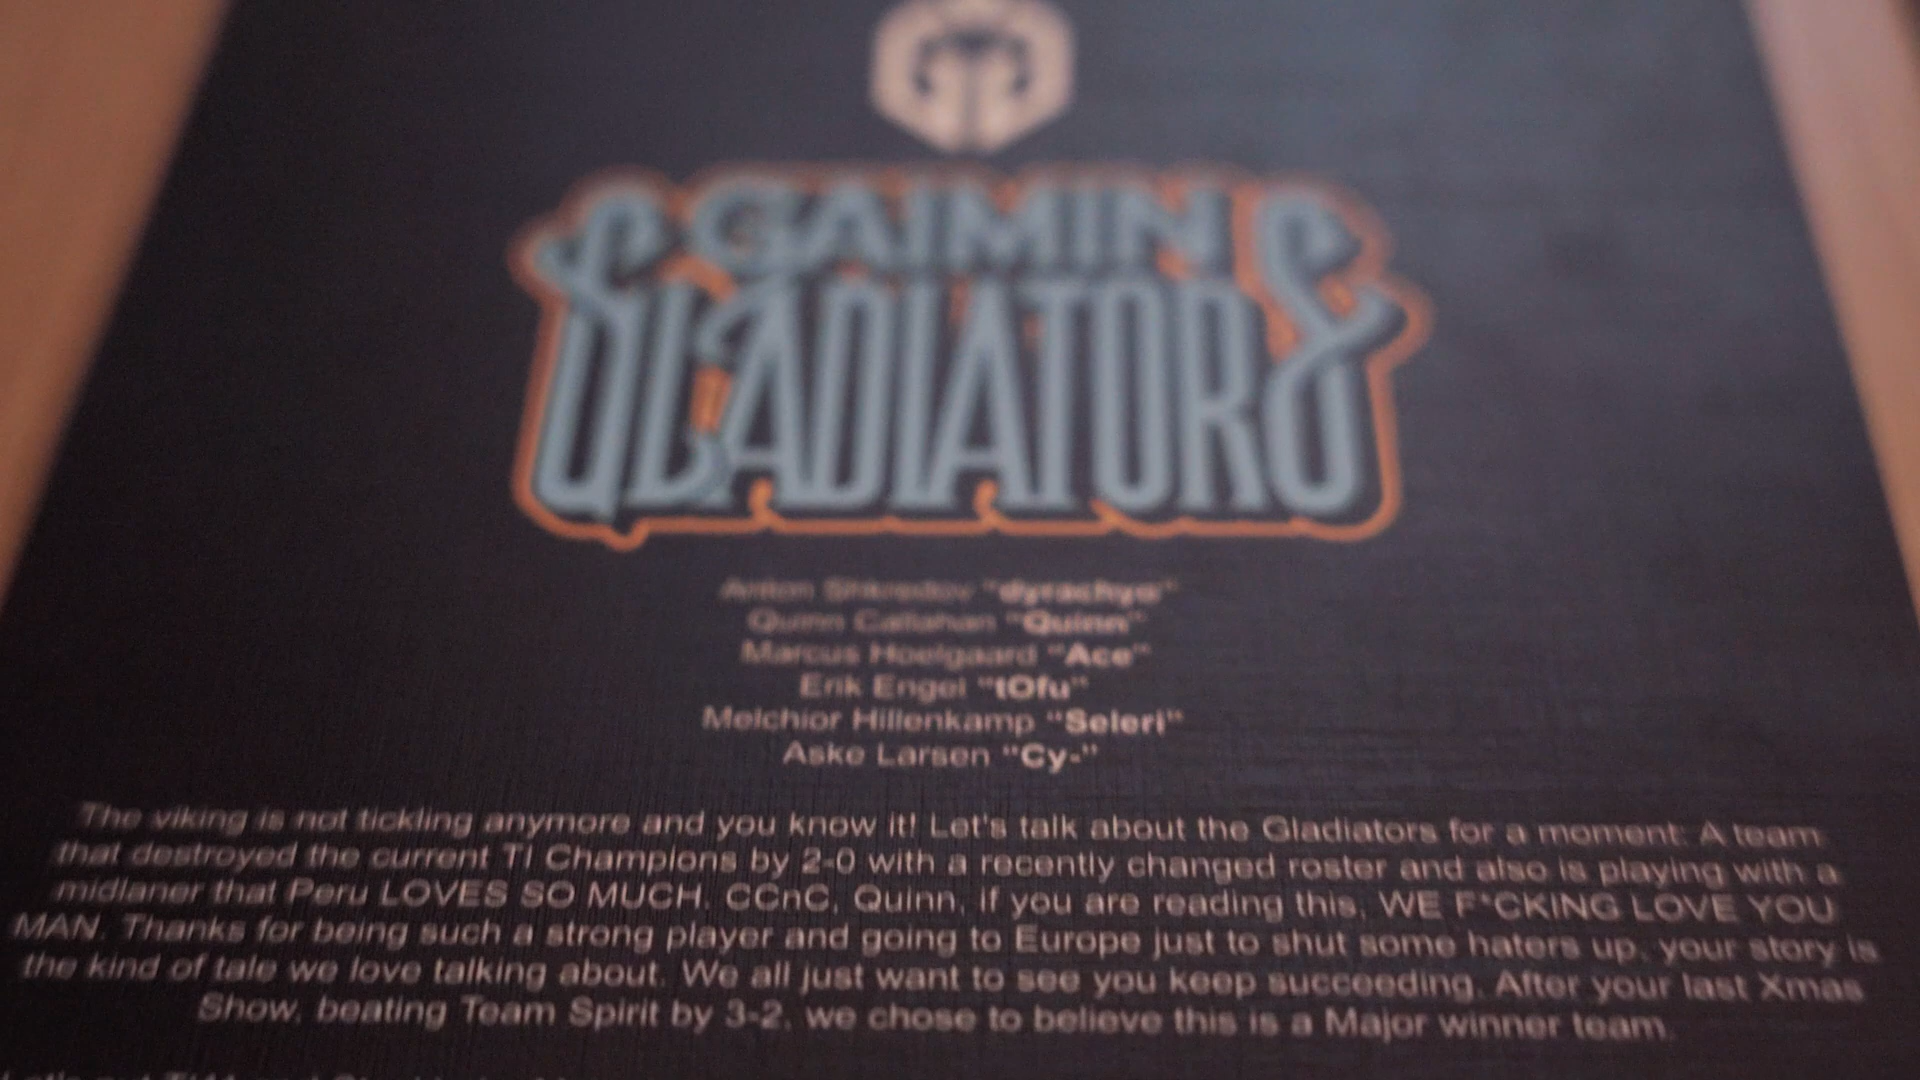 GAIMIN
GLADIATORS
Anton Shkredov "dyrachyo"
Quinn Callahan "Quinn"
Marcus Hoelgaard "Ace"
Erik Engel "tOfu"
Melchior Hillenkamp "Seleri"
Aske Larsen "Cy-"
The viking is not tickling anymore and you know it! Let's talk about the Gladiators for a moment: A team
that destroyed the current TI Champions by 2-0 with a recently changed roster and also is playing with a
midlaner that Peru LOVES SO MUCH. CCnC, Quinn, if you are reading this, WE F*CKING LOVE YOU
MAN. Thanks for being such a strong player and going to Europe just to shut some haters up, your story is
the kind of tale we love talking about. We all just want to see you keep succeeding. After your last Xmas
Show, beating Team Spirit by 3-2, we chose to believe this is a Major winner team.